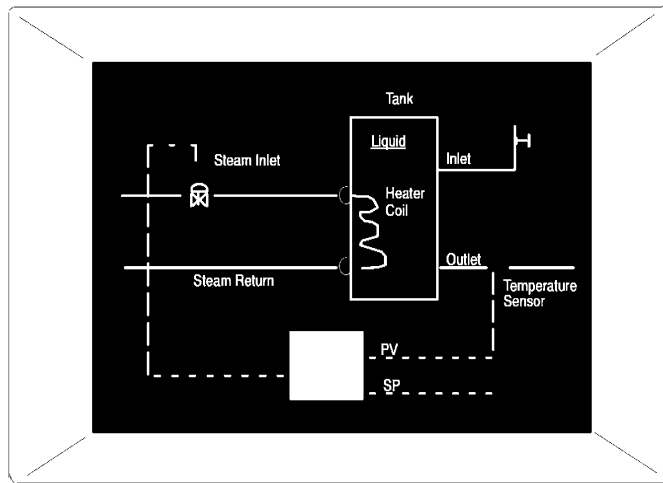 Tank
Liquid
Steam Inlet
Inlet
Heater
Coil
Outlet
Steam Return
Temperature
Sensor
PV
SP